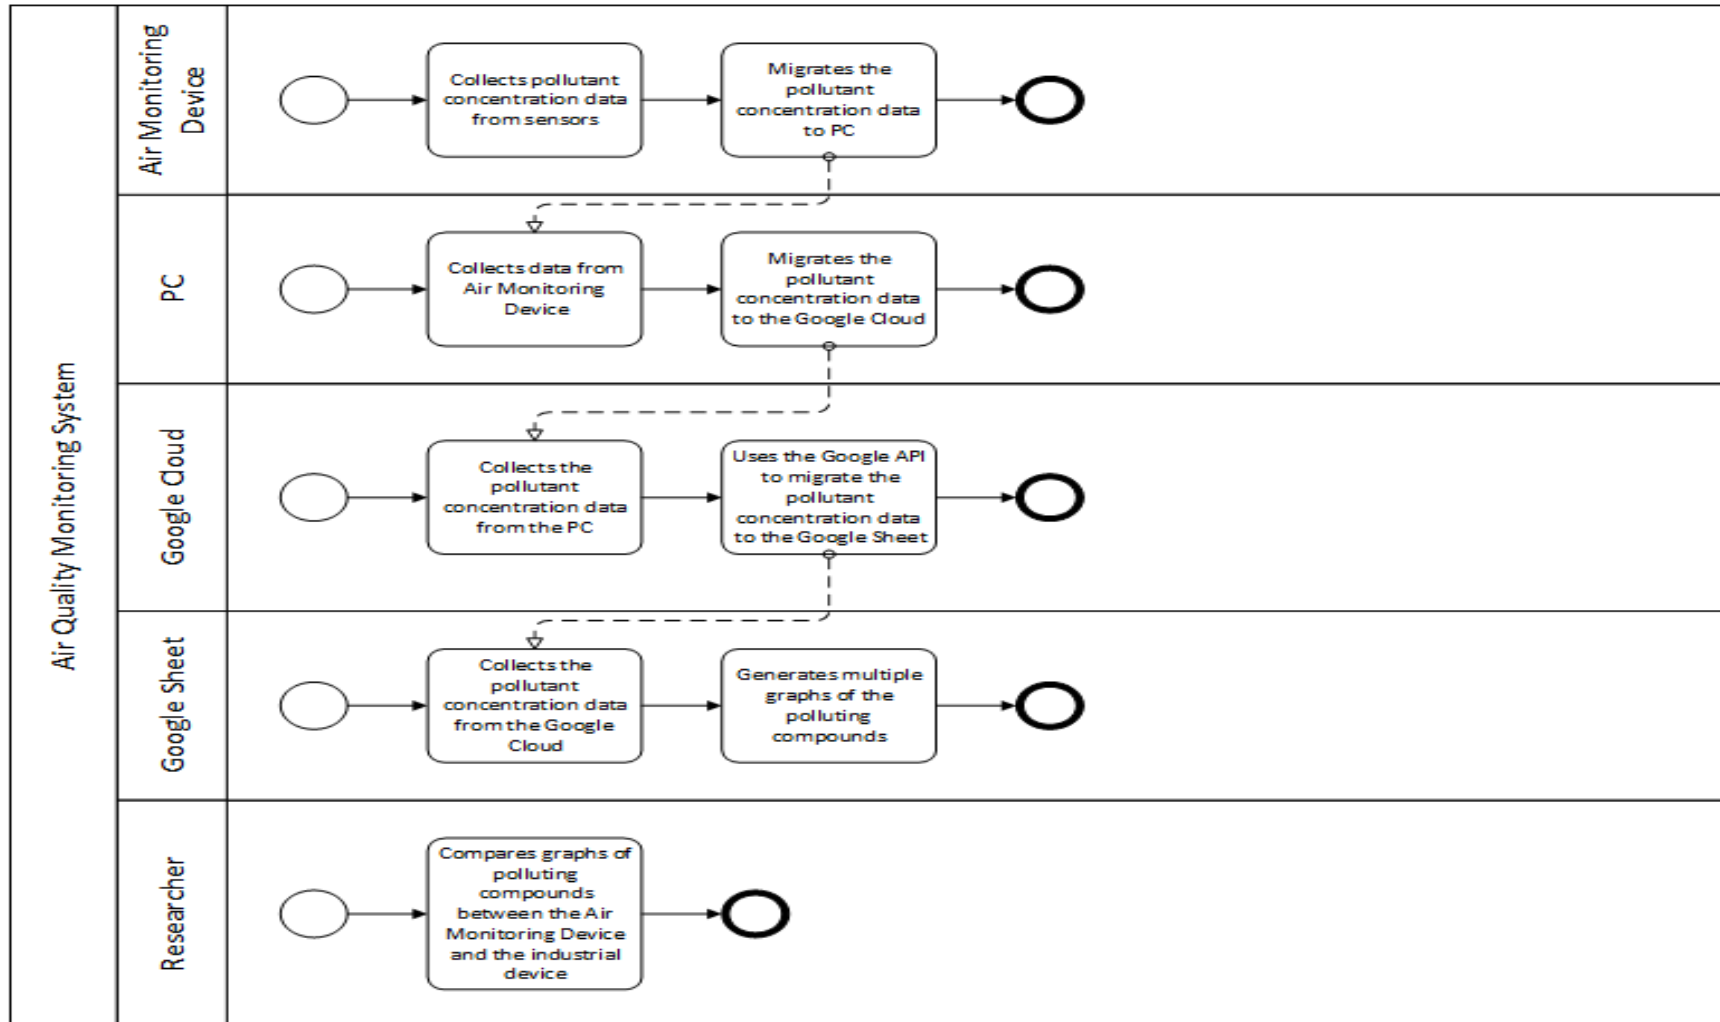 Air Quality Monitoring System
Air Monitoring
Device
Collects pollutant
concentration data
from sensors
Migrates the
pollutant
concentration data
to PC
PC
Collects data from
Air Monitoring
Device
Migrates the
pollutant
concentration data
to the Google Cloud
Google Cloud
Collects the
pollutant
concentration data
from the PC
Uses the Google API
to migrate the
pollutant
concentration data
to the Google Sheet
Google Sheet
Collects the
pollutant
concentration data
from the Google
Cloud
Generates multiple
graphs of the
polluting
compounds
Researcher
Compares graphs of
polluting
compounds
between the Air
Monitoring Device
and the industrial
device